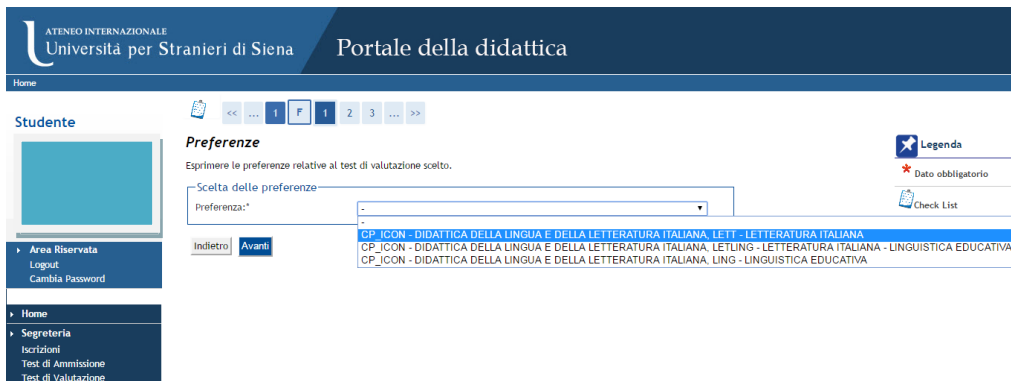 ATENEO INTERNAZIONALE
Università per Stranieri di Siena
Portale della didattica
Home
Studente
<< ... 1 F 1 2 3 ... >>
Preferenze
Esprimere le preferenze relative al test di valutazione scelto.
Scelta delle preferenze
Preferenza:*
-
-
CP_ICON - DIDATTICA DELLA LINGUA E DELLA LETTERATURA ITALIANA, LETT - LETTERATURA ITALIANA
CP_ICON - DIDATTICA DELLA LINGUA E DELLA LETTERATURA ITALIANA, LETLING - LETTERATURA ITALIANA - LINGUISTICA EDUCATIVA
CP_ICON - DIDATTICA DELLA LINGUA E DELLA LETTERATURA ITALIANA, LING - LINGUISTICA EDUCATIVA
Indietro Avanti
Legenda
* Dato obbligatorio
Check List
Area Riservata
Logout
Cambia Password
Home
Segreteria
Iscrizioni
Test di Ammissione
Test di Valutazione